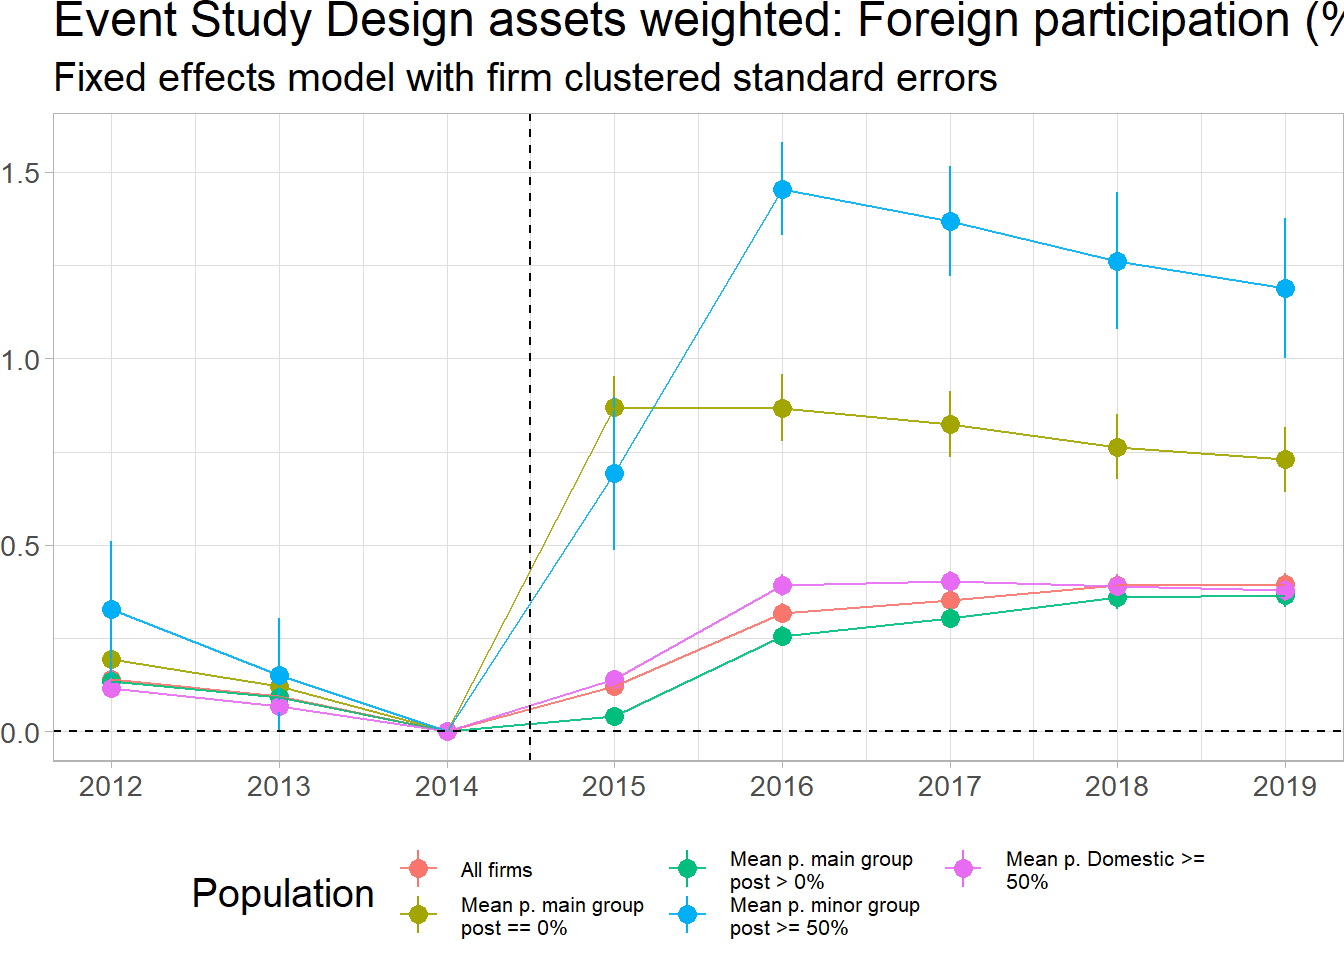 Event Study Design assets weighted: Foreign participation (%
Fixed effects model with firm clustered standard errors
1.5
1.0
0.5
0.0
2012 2013 2014 2015 2016 2017 2018 2019
Population
All firms
Mean p. main group
post == 0%
Mean p. main group
post > 0%
Mean p. minor group
post >= 50%
Mean p. Domestic >=
50%